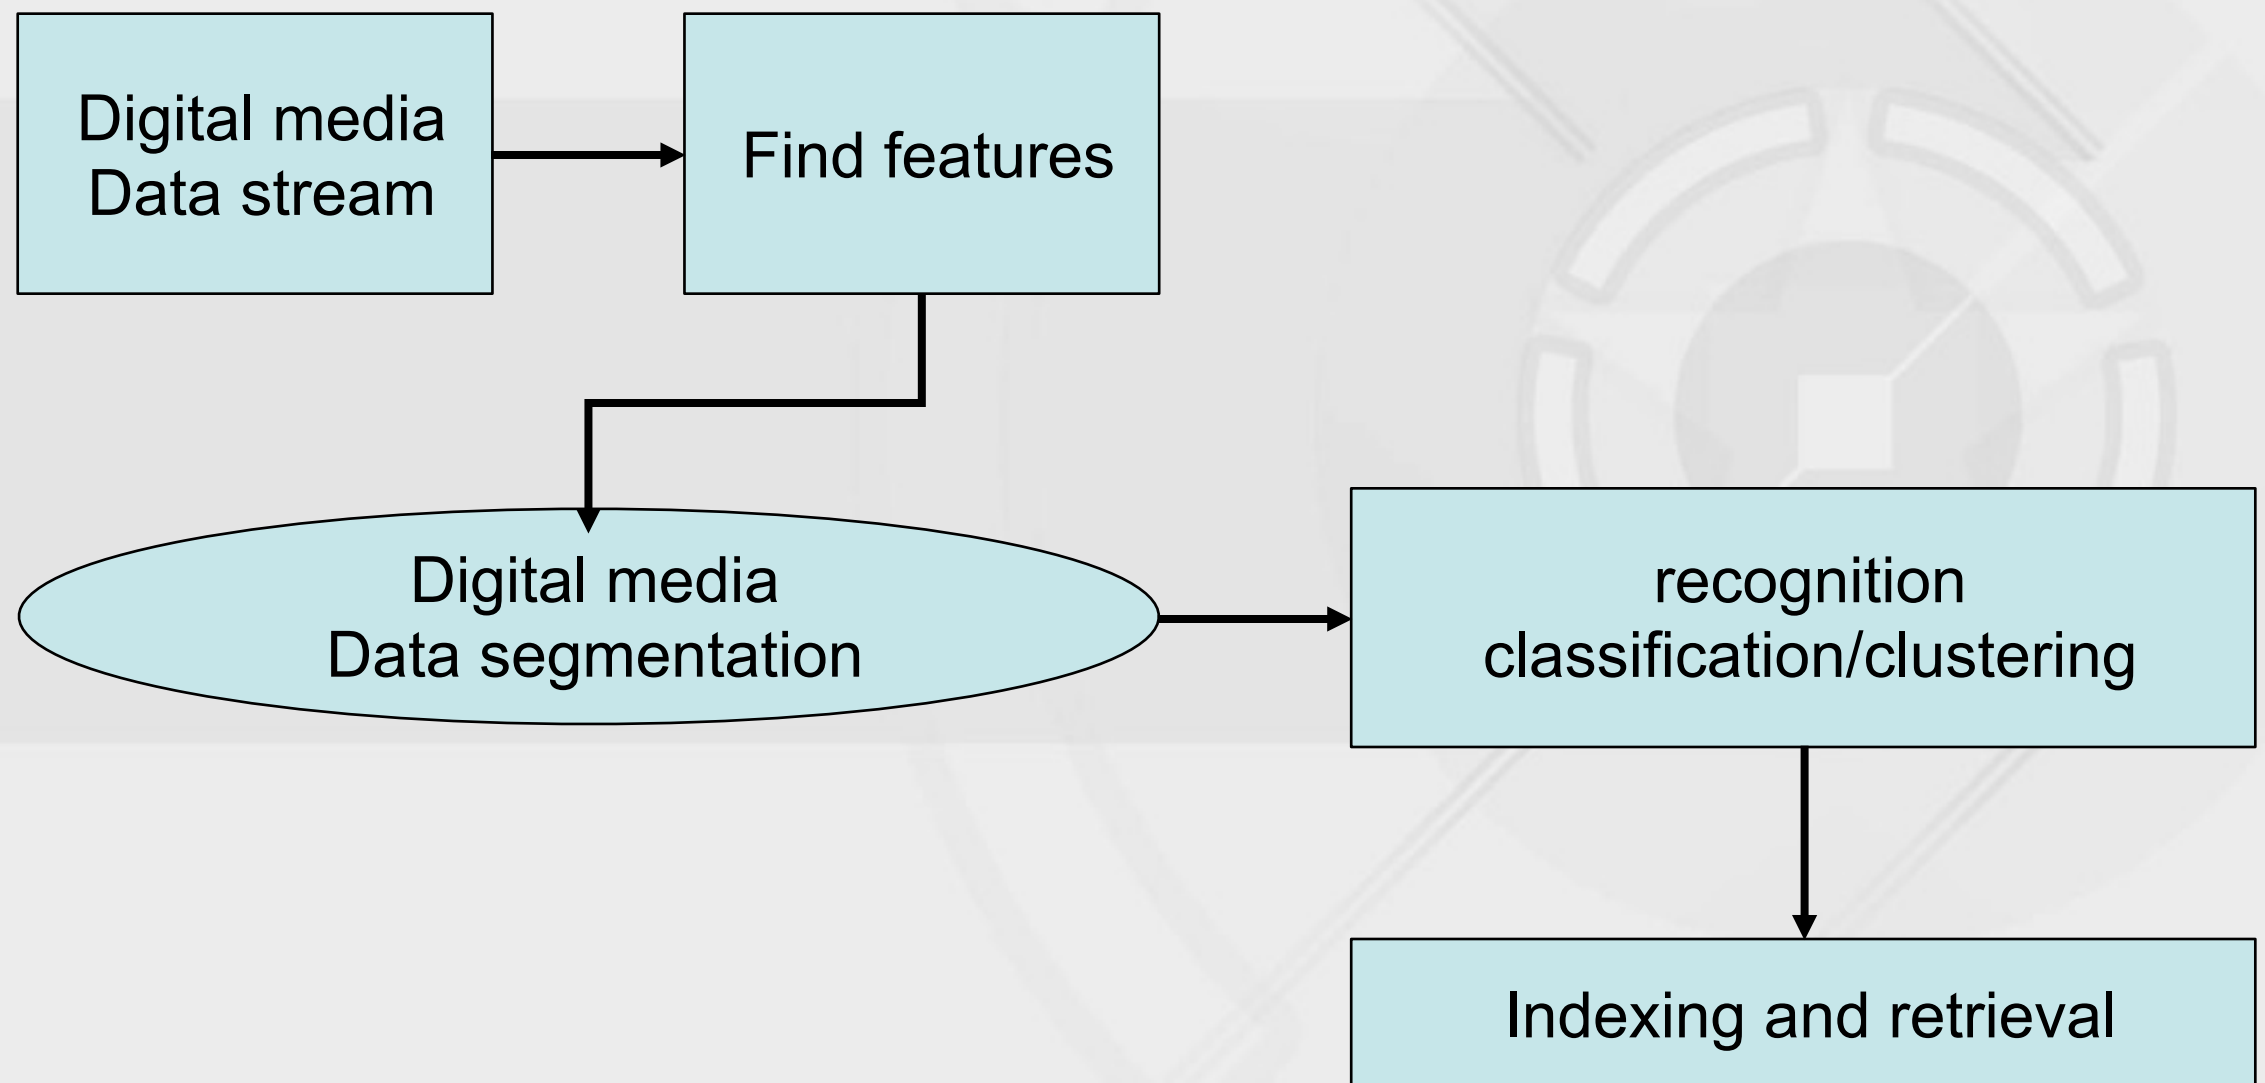 Digital media
Data stream
Find features
Digital media
Data segmentation
recognition
classification/clustering
Indexing and retrieval